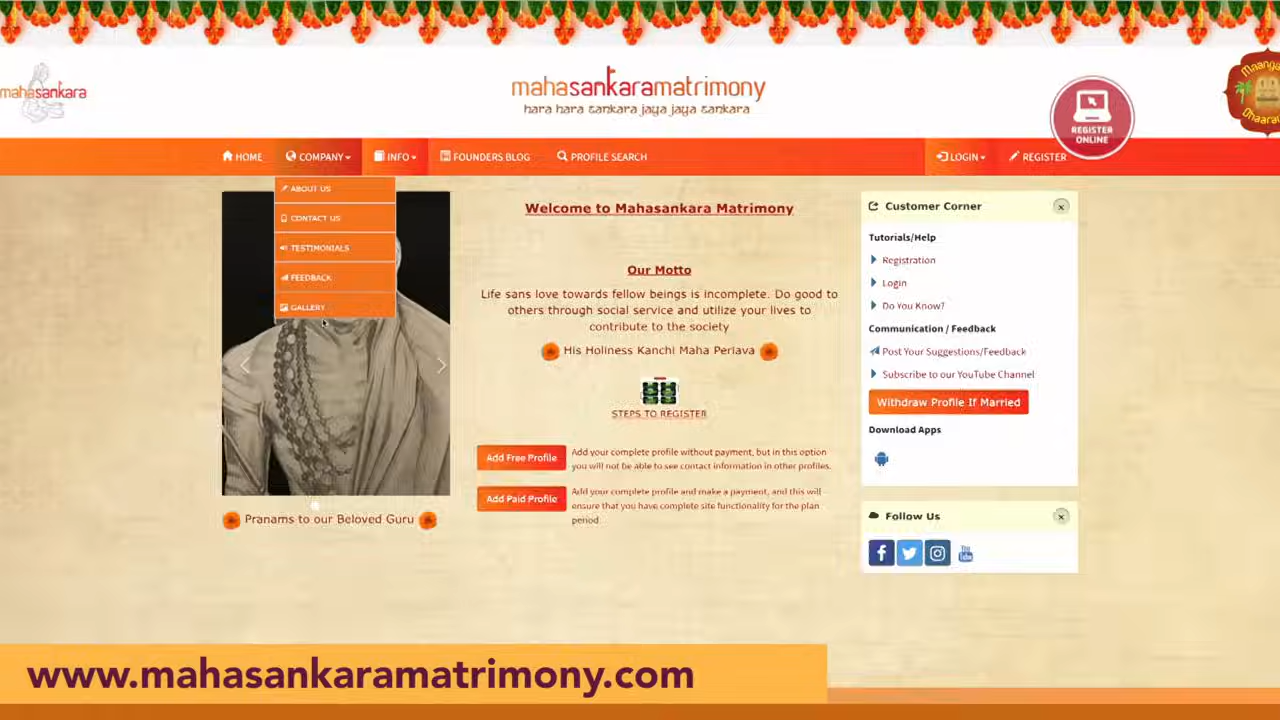 mahasankara
mahasankaramatrimony
hara hara sankara jaya jaya sankara
REGISTER
ONLINE
Maanga
Dhaara
HOME
COMPANY
INFO
FOUNDERS BLOG
PROFILE SEARCH
LOGIN
REGISTER
ABOUT US
CONTACT US
TESTIMONIALS
FEEDBACK
GALLERY
Pranams to our Beloved Guru
Welcome to Mahasankara Matrimony
Our Motto
Life sans love towards fellow beings is incomplete. Do good to
others through social service and utilize your lives to
contribute to the society
His Holiness Kanchi Maha Periava
STEPS TO REGISTER
Add Free Profile
Add your complete profile without payment, but in this option
you will not be able to see contact information in other profiles.
Add Paid Profile
Add your complete profile and make a payment, and this will
ensure that you have complete site functionality for the plan
period.
Customer Corner
Tutorials/Help
Registration
Login
Do You Know?
Communication / Feedback
Post Your Suggestions/Feedback
Subscribe to our YouTube Channel
Withdraw Profile If Married
Download Apps
Follow Us
You
www.mahasankaramatrimony.com